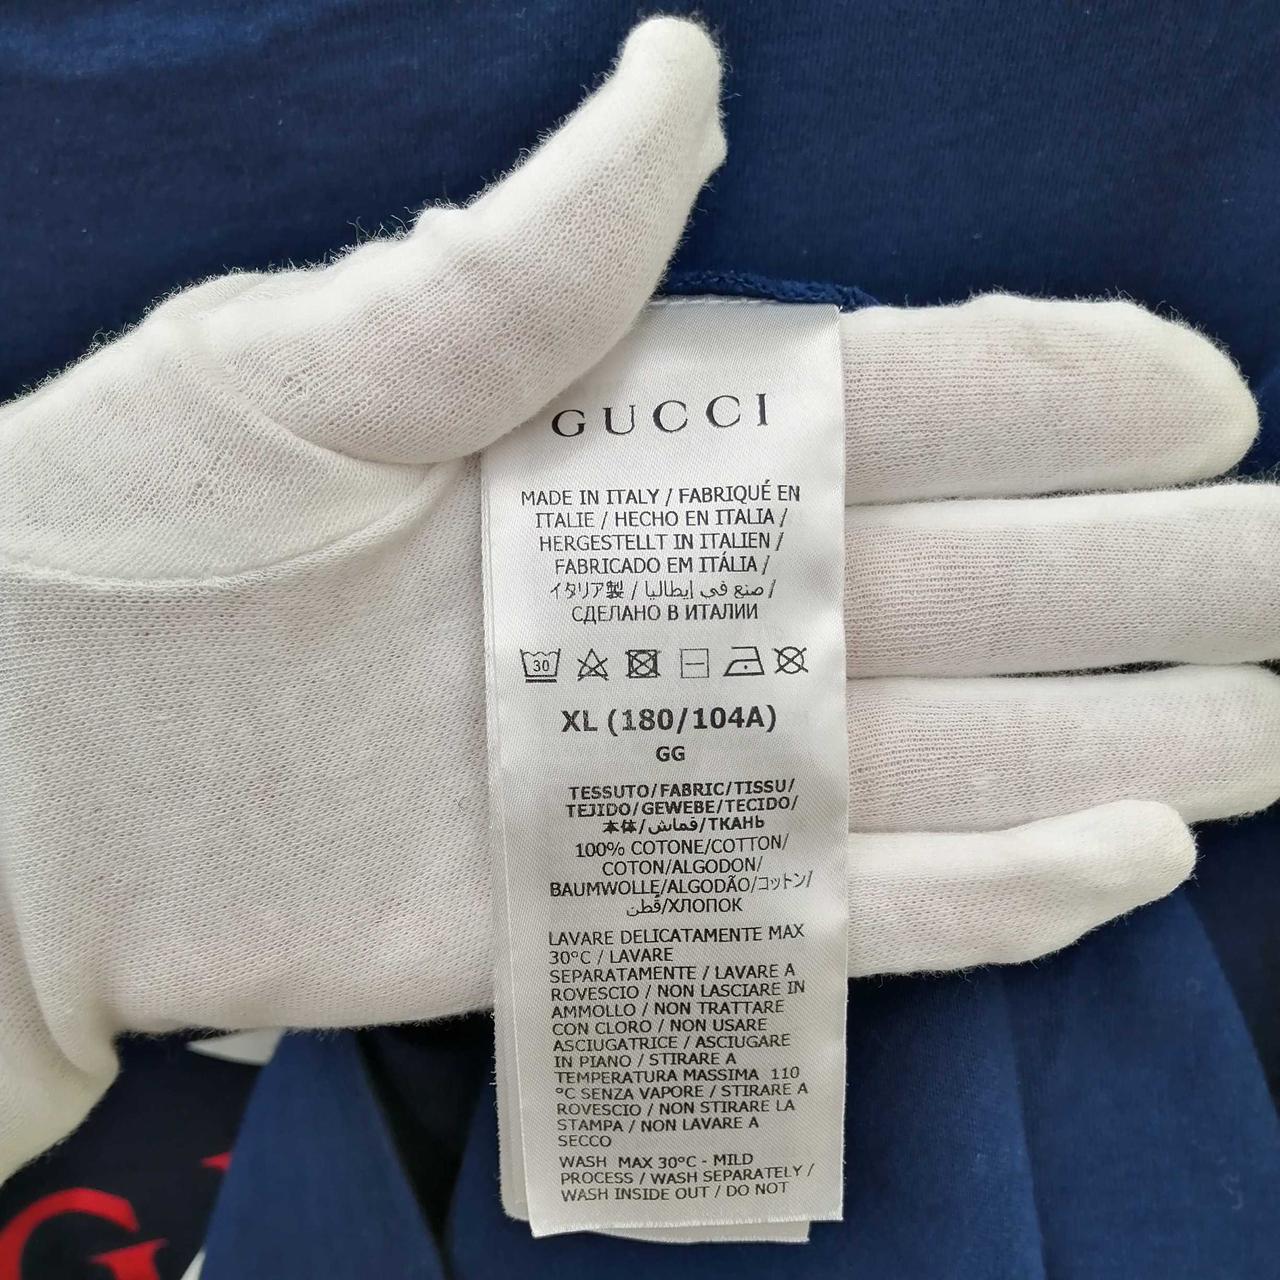 GUCCI
MADE IN ITALY / FABRIQUÉ EN
ITALIE / HECHO EN ITALIA /
HERGESTELLT IN ITALIEN /
FABRICADO EM ITÁLIA /
イタリア製 / صنع في إيطاليا /
СДЕЛАНО В ИТАЛИИ
30
XL (180/104A)
GG
TESSUTO/FABRIC/TISSU/
TEJIDO/GEWEBE/TECIDO/
本体/قماش/ТКАНЬ
100% COTONE/COTTON/
COTON/ALGODON/
BAUMWOLLE/ALGODÃO/コットン/
قُطن/ХЛОПОК
LAVARE DELICATAMENTE MAX
30°C / LAVARE
SEPARATAMENTE / LAVARE A
ROVESCIO / NON LASCIARE IN
AMMOLLO / NON TRATTARE
CON CLORO / NON USARE
ASCIUGATRICE / ASCIUGARE
IN PIANO / STIRARE A
TEMPERATURA MASSIMA 110
°C SENZA VAPORE / STIRARE A
ROVESCIO / NON STIRARE LA
STAMPA / NON LAVARE A
SECCO
WASH MAX 30°C - MILD
PROCESS / WASH SEPARATELY /
WASH INSIDE OUT / DO NOT
G